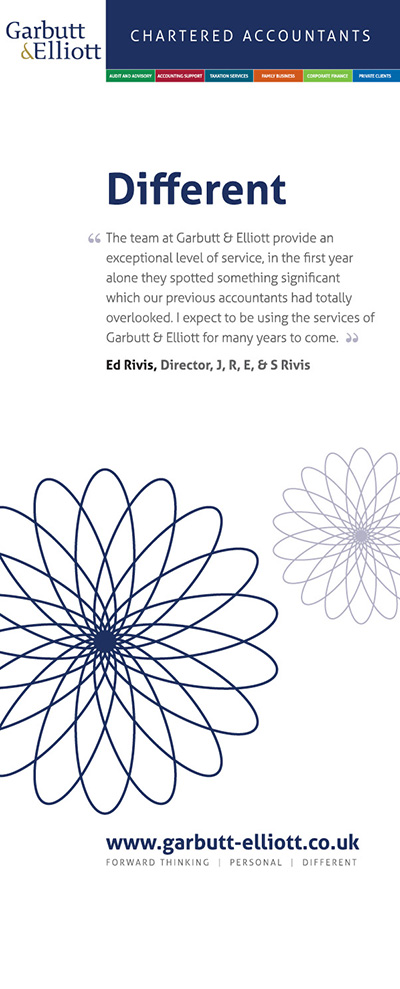 Garbutt
&Elliott
CHARTERED ACCOUNTANTS
AUDIT AND ADVISORY
ACCOUNTING SUPPORT
TAXATION SERVICES
FAMILY BUSINESS
CORPORATE FINANCE
PRIVATE CLIENTS
Different
“ The team at Garbutt & Elliott provide an
exceptional level of service, in the first year
alone they spotted something significant
which our previous accountants had totally
overlooked. I expect to be using the services of
Garbutt & Elliott for many years to come. ”
Ed Rivis, Director, J, R, E, & S Rivis
www.garbutt-elliott.co.uk
FORWARD THINKING | PERSONAL | DIFFERENT